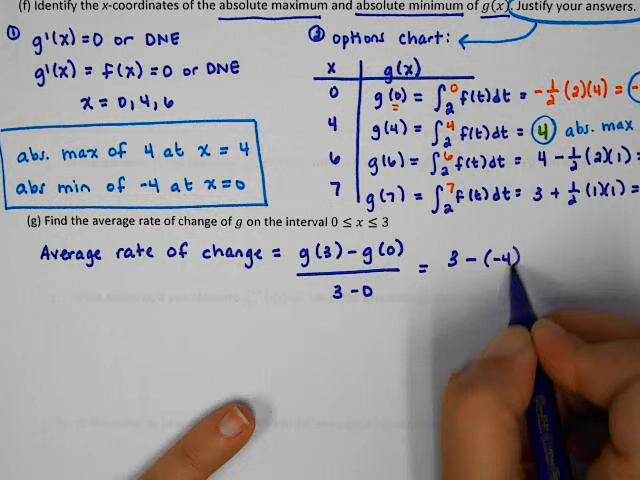 (f) Identify the x-coordinates of the absolute maximum and absolute minimum of g(x). Justify your answers.
① g'(x) = 0 or DNE
g'(x) = f(x) = 0 or DNE
x = 0, 4, 6
abs. max of 4 at x = 4
abs min of -4 at x = 0
② options chart:
x g(x)
0 g(0) = ∫₂⁰ f(t)dt = -½(2)(4) = -
4 g(4) = ∫₂⁴ f(t)dt = 4 abs. max
6 g(6) = ∫₂⁶ f(t)dt = 4 - ½(2)(1) =
7 g(7) = ∫₂⁷ f(t)dt = 3 + ½(1)(1) =
(g) Find the average rate of change of g on the interval 0 ≤ x ≤ 3
Average rate of change = g(3) - g(0) / 3 - 0 = 3 - (-4)